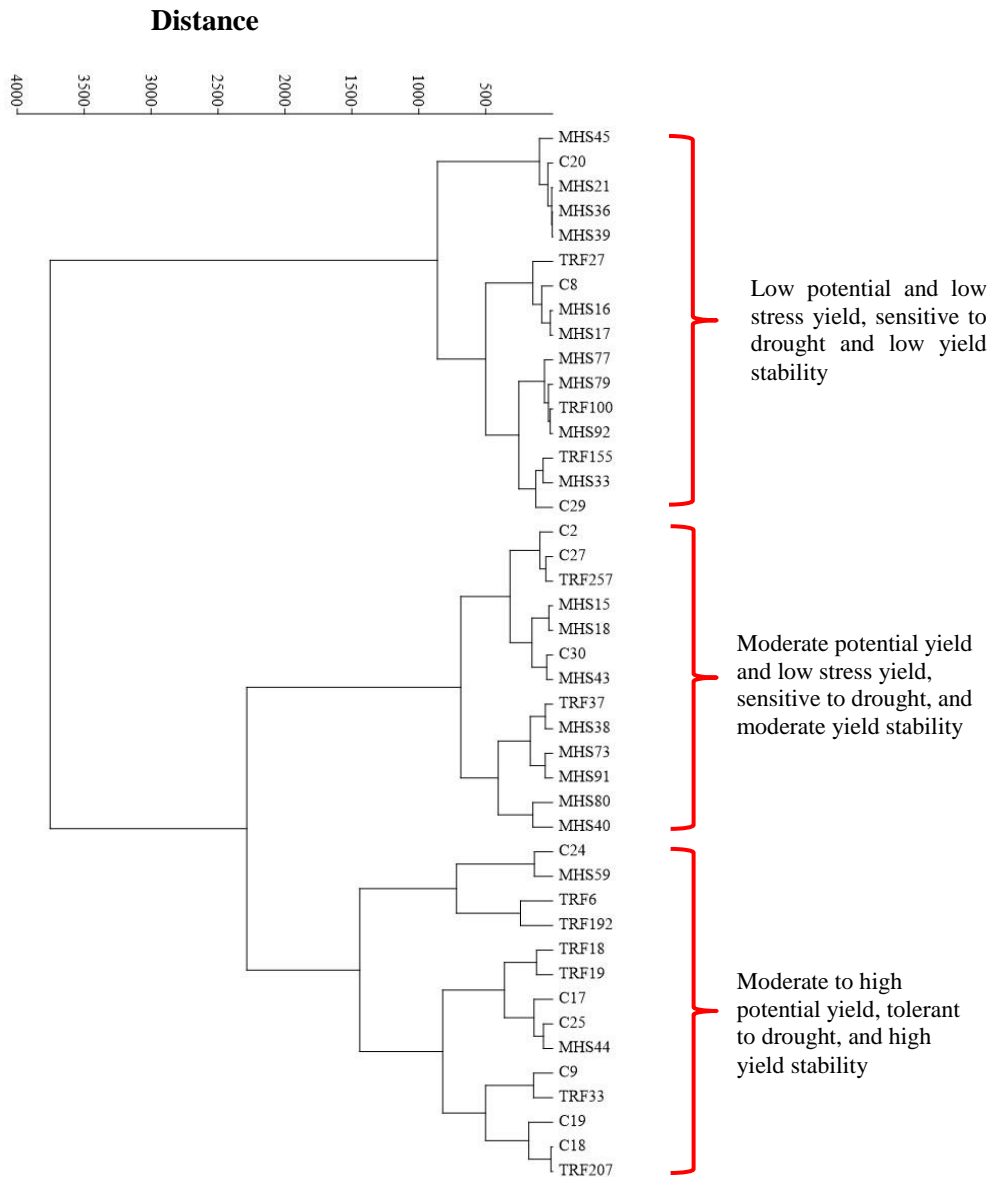 Distance
4000
3500
3000
2500
2000
1500
1000
500
MHS45
C20
MHS21
MHS36
MHS39
TRF27
C8
MHS16
MHS17
MHS77
MHS79
TRF100
MHS92
TRF155
MHS33
C29
Low potential and low
stress yield, sensitive to
drought and low yield
stability
C2
C27
TRF257
MHS15
MHS18
C30
MHS43
TRF37
MHS38
MHS73
MHS91
MHS80
MHS40
Moderate potential yield
and low stress yield,
sensitive to drought, and
moderate yield stability
C24
MHS59
TRF6
TRF192
TRF18
TRF19
C17
C25
MHS44
C9
TRF33
C19
C18
TRF207
Moderate to high
potential yield, tolerant
to drought, and high
yield stability